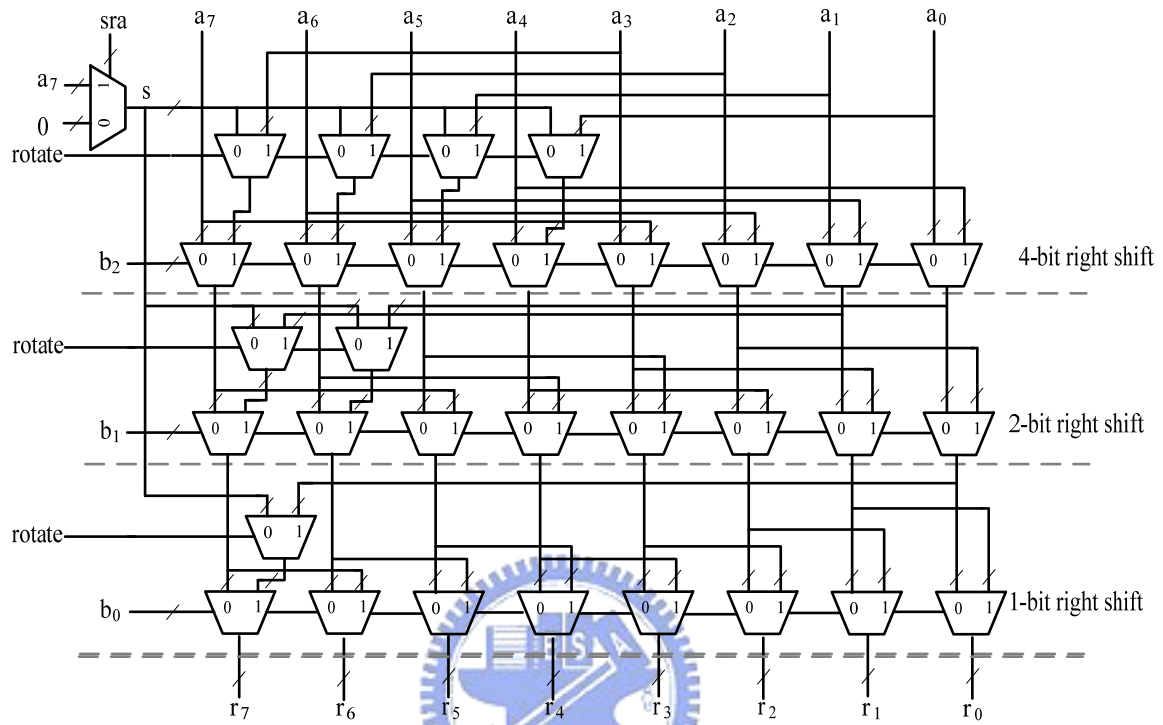 sra a₇ a₆ a₅ a₄ a₃ a₂ a₁ a₀
a₇ 1 s
0 0
rotate 0 1 0 1 0 1 0 1
b₂ 0 1 0 1 0 1 0 1 0 1 0 1 0 1 0 1 4-bit right shift
rotate 0 1 0 1
b₁ 0 1 0 1 0 1 0 1 0 1 0 1 0 1 0 1 2-bit right shift
rotate 0 1
b₀ 0 1 0 1 0 1 0 1 0 1 0 1 0 1 0 1 1-bit right shift
E S A
r₇ r₆ r₅ r₄ r₃ r₂ r₁ r₀